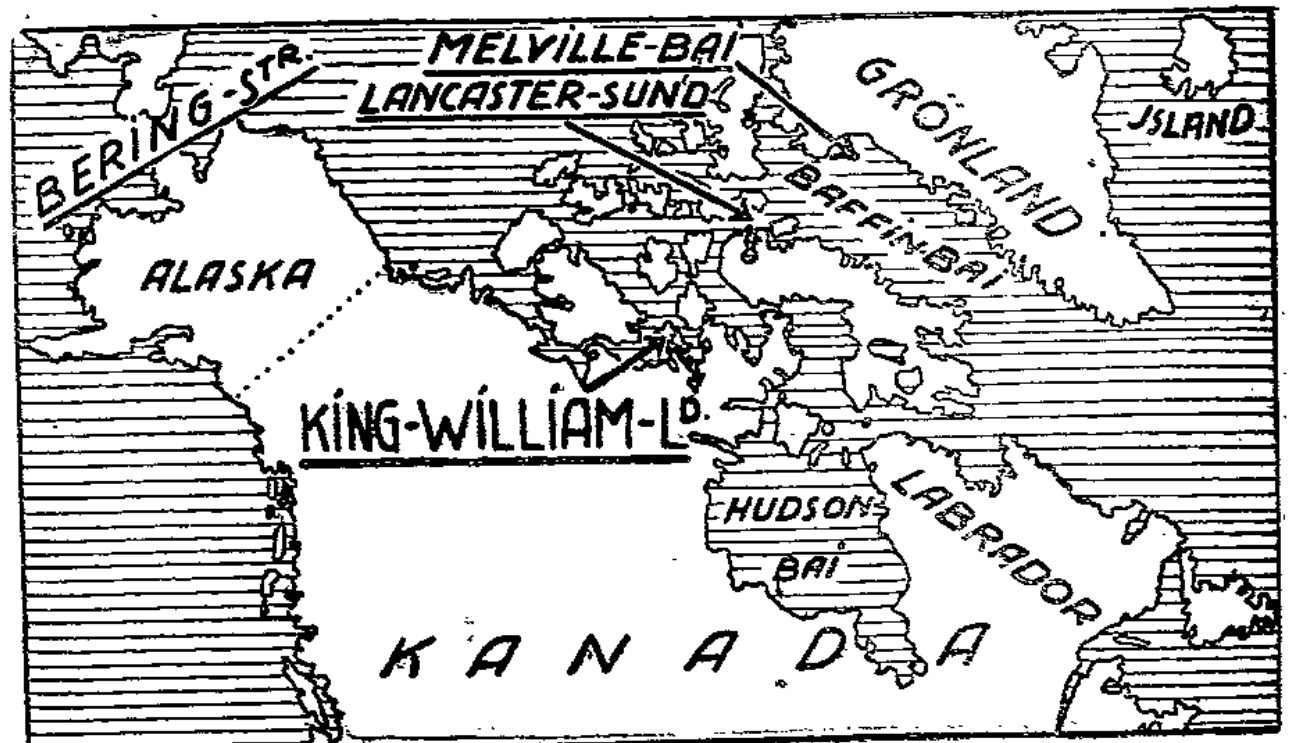 MELVILLE-BAI
LANCASTER-SUND
BERING-STR.
GRÖNLAND
JSLAND
BAFFIN-BAI
ALASKA
KING-WILLIAM-LD.
HUDSON
BAI
LABRADOR
KANADA